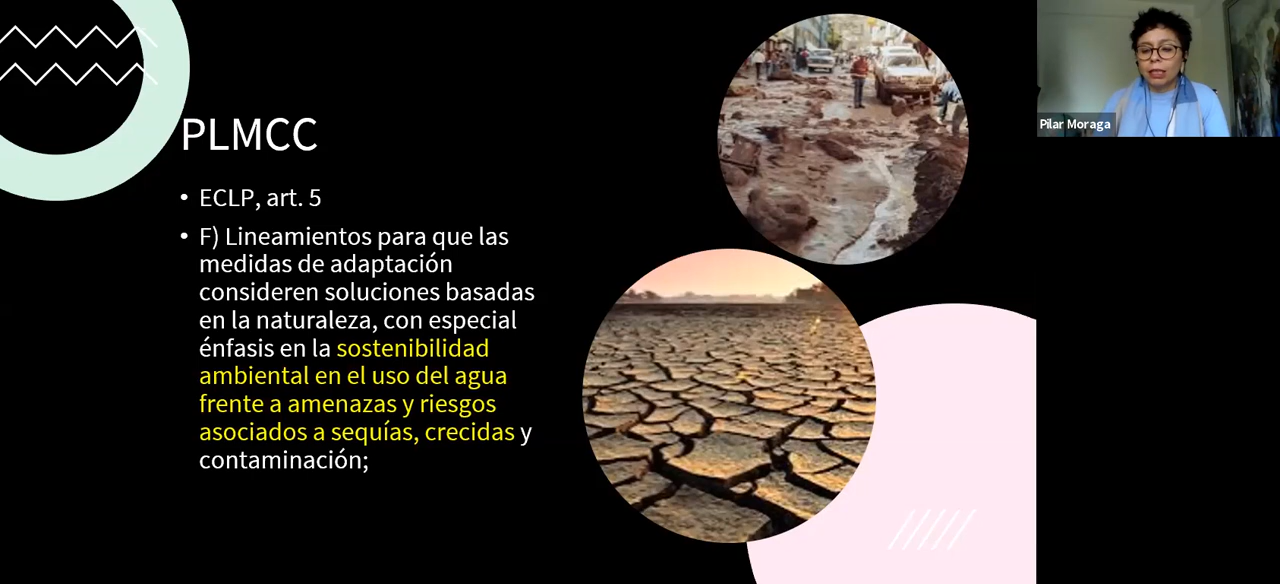 PLMCC
• ECLP, art. 5
• F) Lineamientos para que las
medidas de adaptación
consideren soluciones basadas
en la naturaleza, con especial
énfasis en la sostenibilidad
ambiental en el uso del agua
frente a amenazas y riesgos
asociados a sequías, crecidas y
contaminación;
Pilar Moraga